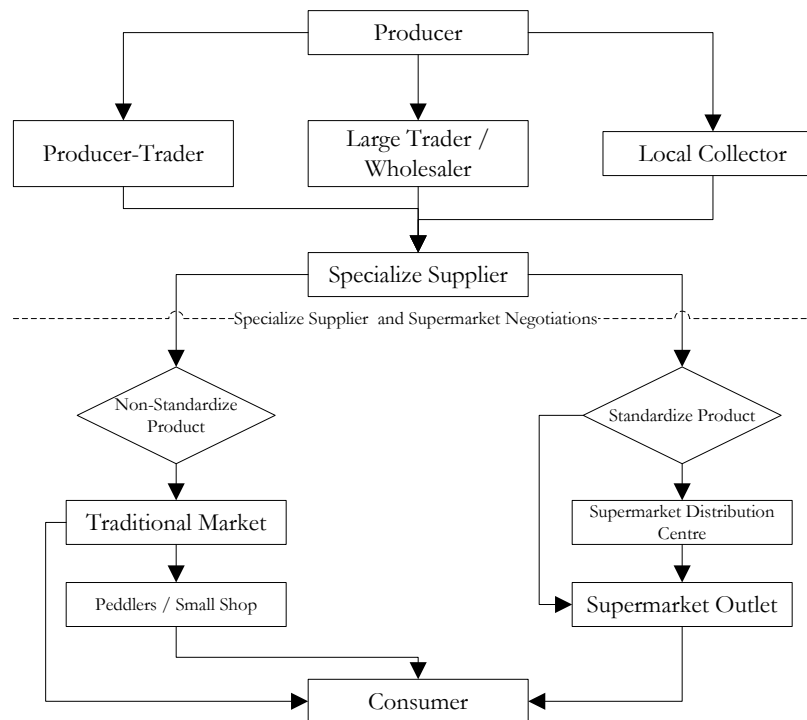 Producer
Producer-Trader
Large Trader /
Wholesaler
Local Collector
Specialize Supplier
Specialize Supplier  and Supermarket Negotiations
Non-Standardize
Product
Standardize Product
Traditional Market
Supermarket Distribution
Centre
Peddlers / Small Shop
Supermarket Outlet
Consumer